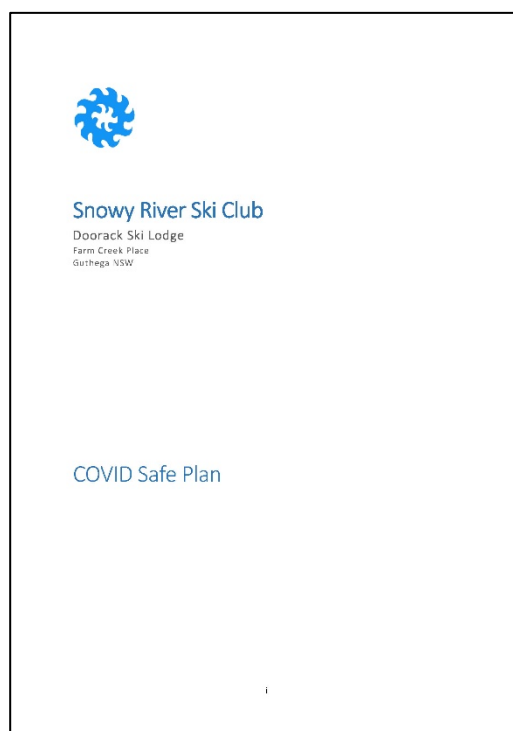 Snowy River Ski Club
Doorack Ski Lodge
Farm Creek Place
Guthega NSW
COVID Safe Plan
i